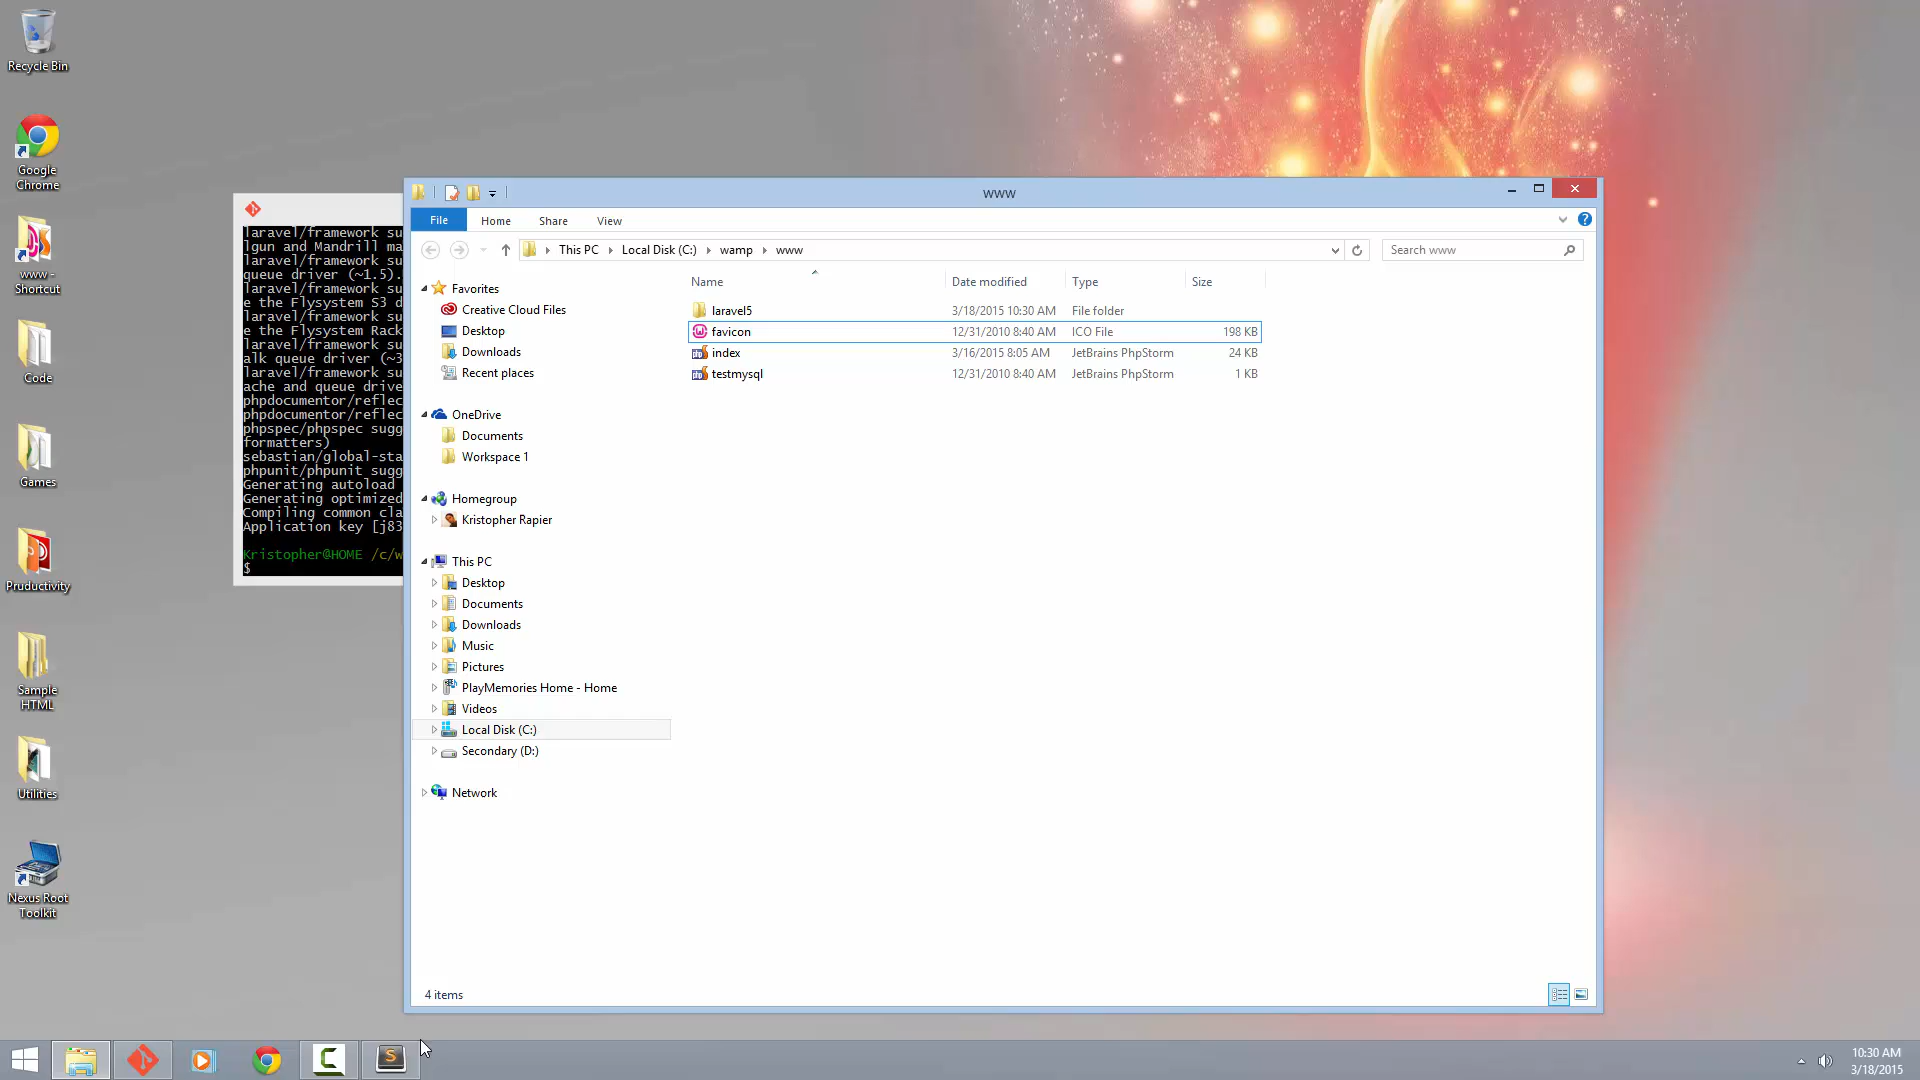 Recycle Bin
Google
Chrome
www -
Shortcut
Code
Games
Pruductivity
Sample
HTML
Utilities
Nexus Root
Toolkit
laravel/framework su
lgun and Mandrill ma
laravel/framework su
queue driver (~1.5).
laravel/framework su
e the Flysystem S3 d
laravel/framework su
e the Flysystem Rack
laravel/framework su
alk queue driver (~3
laravel/framework su
ache and queue drive
phpdocumentor/reflec
phpdocumentor/reflec
phpspec/phpspec sugg
formatters)
sebastian/global-sta
phpunit/phpunit sugg
Generating autoload
Generating optimized
Compiling common cla
Application key [j83
Kristopher@HOME /c/w
$
www
File Home Share View
This PC Local Disk (C:) wamp www
Search www
Name Date modified Type Size
laravel5 3/18/2015 10:30 AM File folder
favicon 12/31/2010 8:40 AM ICO File 198 KB
index 3/16/2015 8:05 AM JetBrains PhpStorm 24 KB
testmysql 12/31/2010 8:40 AM JetBrains PhpStorm 1 KB
Favorites
Creative Cloud Files
Desktop
Downloads
Recent places
OneDrive
Documents
Workspace 1
Homegroup
Kristopher Rapier
This PC
Desktop
Documents
Downloads
Music
Pictures
PlayMemories Home - Home
Videos
Local Disk (C:)
Secondary (D:)
Network
4 items
10:30 AM
3/18/2015